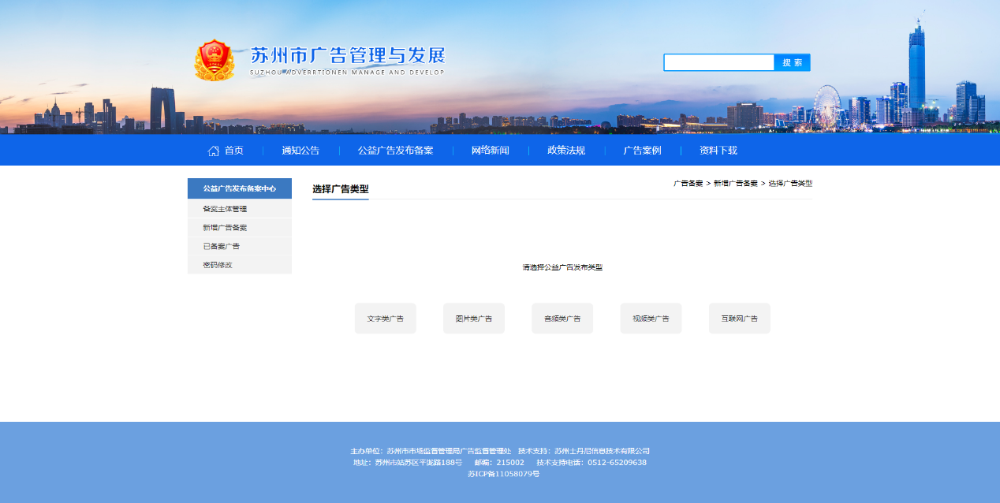 苏州市广告管理与发展
SUZHOU ADVERRTIONEN MANAGE AND DEVELOP
搜 索
首页 通知公告 公益广告发布备案 网络新闻 政策法规 广告案例 资料下载
公益广告发布备案中心
备案主体管理
新增广告备案
已备案广告
密码修改
选择广告类型
广告备案 > 新增广告备案 > 选择广告类型
请选择公益广告发布类型
文字类广告 图片类广告 音频类广告 视频类广告 互联网广告
主办单位：苏州市市场监督管理局广告监督管理处 技术支持：苏州士丹尼信息技术有限公司
地址：苏州市姑苏区平泷路188号 邮编：215002 技术支持电话：0512-65209638
苏ICP备11058079号